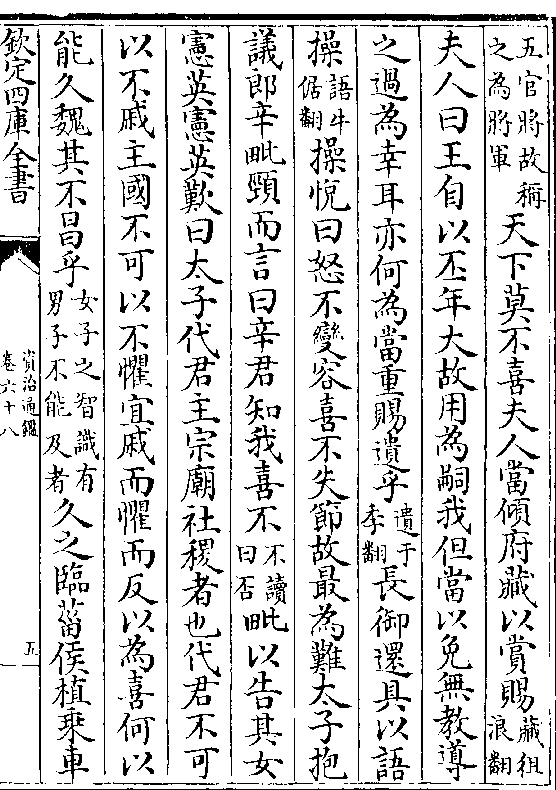 五官將故稱之為將軍天下莫不喜夫人當傾府藏以賞賜藏徂浪翻
夫人曰王自以丕年大故用為嗣我但當以免無教導
之過為幸耳亦何為當重賜遺乎遺于季翻長御還具以語
操語牛倨翻操悅曰怒不變容喜不失節故最為難太子抱
議郎辛毗頸而言曰辛君知我喜不不讀曰否毗以告其女
憲英憲英歎曰太子代君主宗廟社稷者也代君不可
以不戚主國不可以不懼宜戚而懼而反以為喜何以
能久魏其不昌乎女子之智識有男子不能及者久之臨菑侯植乘車
欽定四庫全書
資治通鑑
卷六十八
五